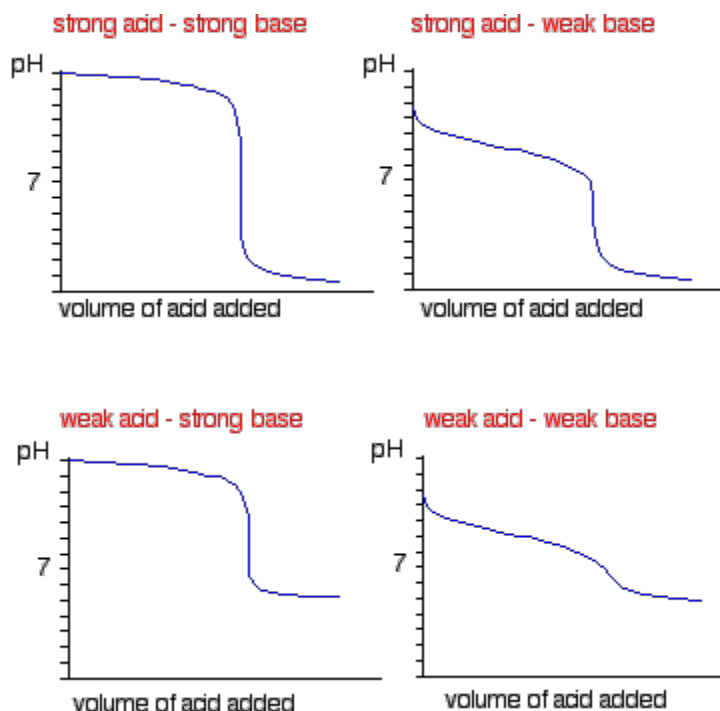 strong acid - strong base
strong acid - weak base
pH
pH
7
7
volume of acid added
volume of acid added
weak acid - strong base
weak acid - weak base
pH
pH
7
7
volume of acid added
volume of acid added